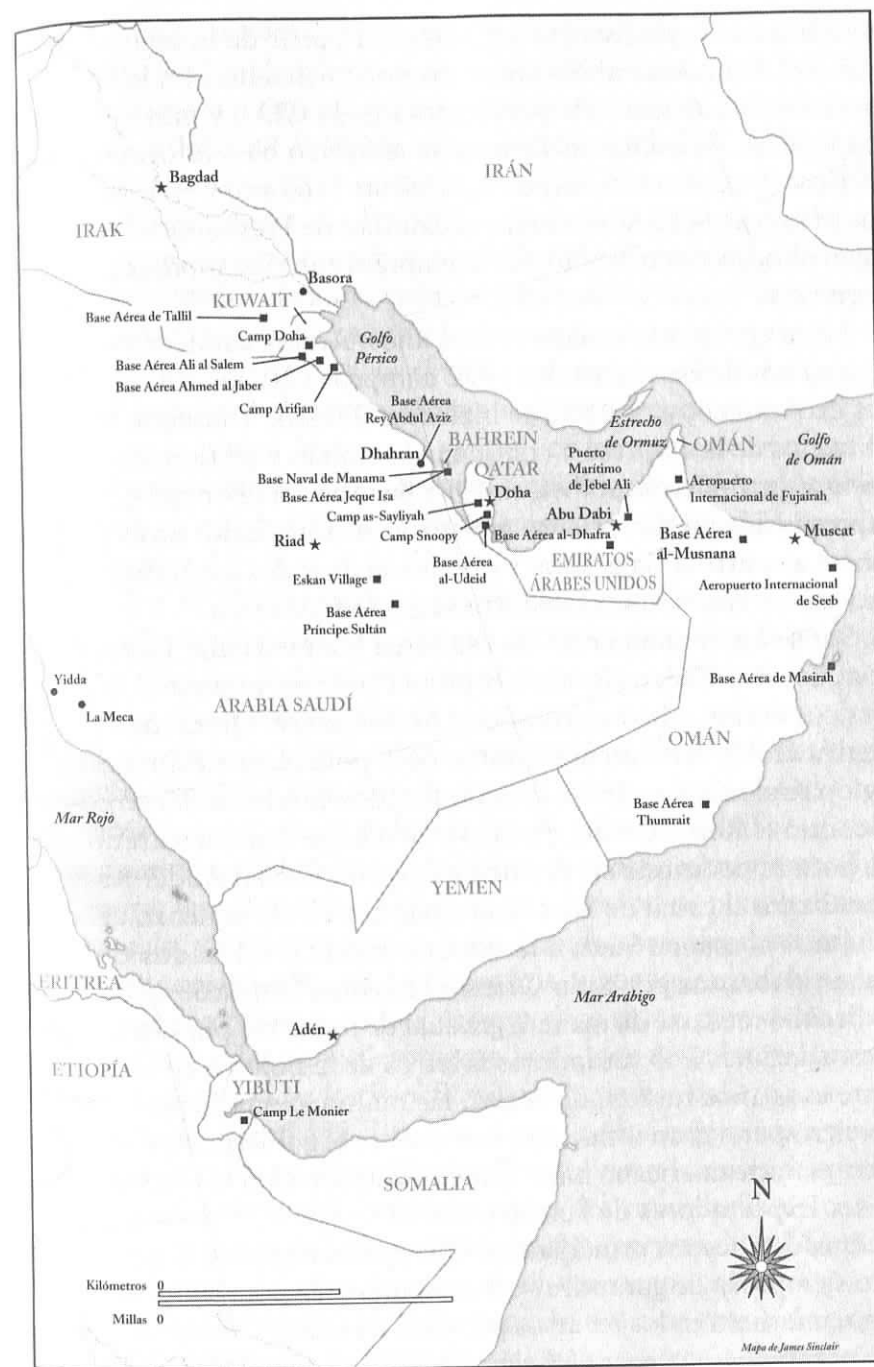 IRÁN
Bagdad
IRAK
Basora
KUWAIT
Base Aérea de Tallil
Camp Doha
Golfo
Pérsico
Base Aérea Ali al Salem
Base Aérea Ahmed al Jaber
Camp Arifjan
Base Aérea
Rey Abdul Aziz
Estrecho
de Ormuz
OMÁN
Golfo
de Omán
BAHREIN
Dhahran
QATAR
Puerto
Marítimo
de Jebel Ali
Base Naval de Manama
Base Aérea Jeque Isa
Doha
Aeropuerto
Internacional de Fujairah
Camp as-Sayliyah
Abu Dabi
Camp Snoopy
Base Aérea al-Dhafra
Base Aérea
al-Musnana
Muscat
Riad
Base Aérea
al-Udeid
EMIRATOS
ÁRABES UNIDOS
Eskan Village
Aeropuerto Internacional
de Seeb
Base Aérea
Príncipe Sultán
Base Aérea de Masirah
Yidda
La Meca
ARABIA SAUDÍ
OMÁN
Base Aérea
Thumrait
Mar Rojo
YEMEN
ERITREA
Mar Arábigo
Adén
ETIOPÍA
YIBUTI
Camp Le Monier
SOMALIA
N
Kilómetros 0
Millas 0
Mapa de James Sinclair